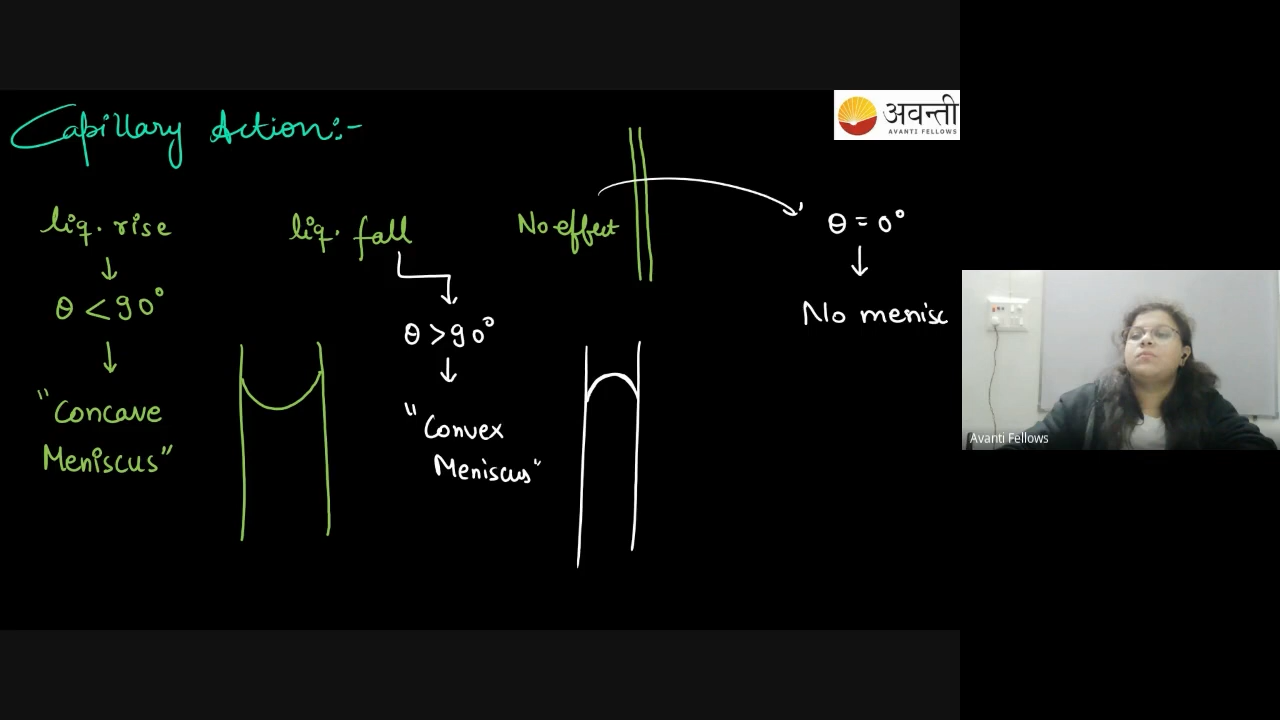 Capillary Action:-
अवन्ती
AVANTI FELLOWS
liq. rise
↓
θ < 90°
↓
"Concave
Meniscus"
liq. fall
θ > 90°
↓
"Convex
Meniscus"
No effect
θ = 0°
↓
No menisc
Avanti Fellows